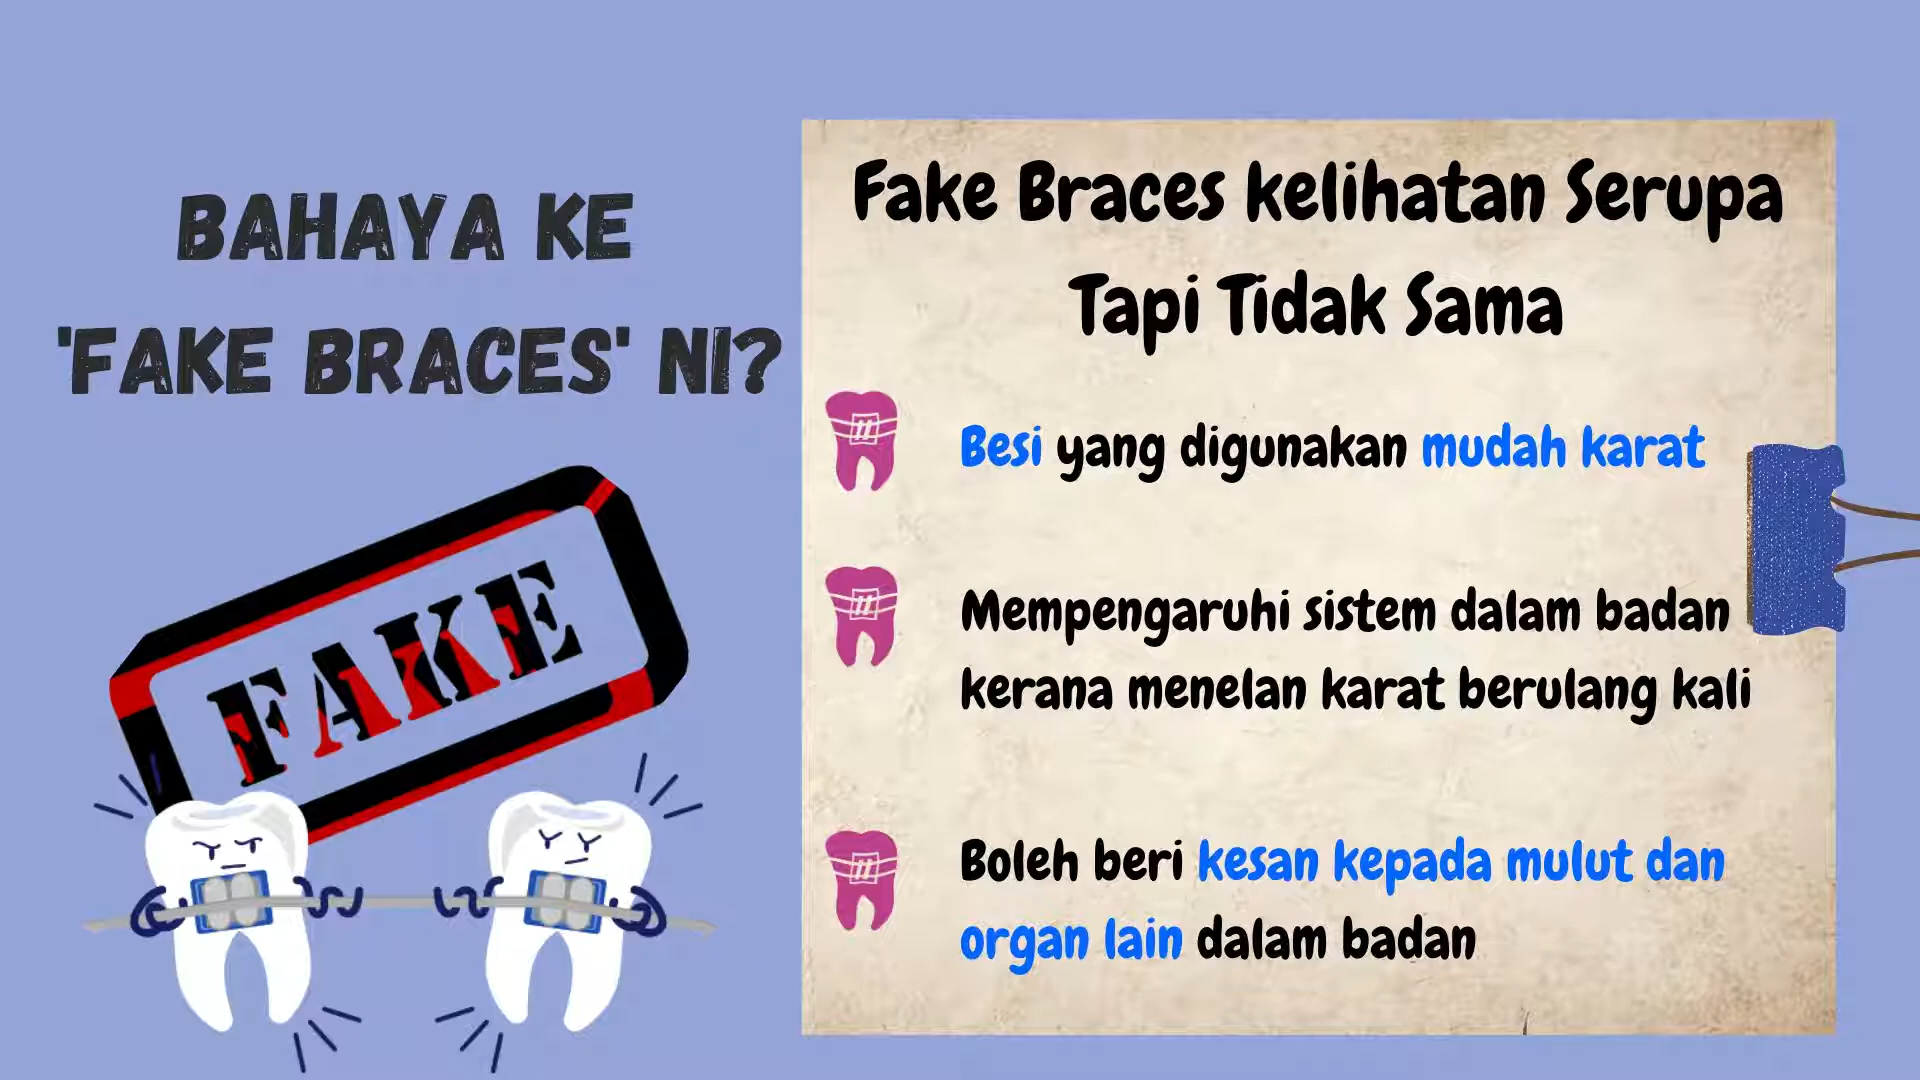 BAHAYA KE
'FAKE BRACES' NI?
FAKE
Fake Braces kelihatan Serupa
Tapi Tidak Sama
Besi yang digunakan mudah karat
Mempengaruhi sistem dalam badan
kerana menelan karat berulang kali
Boleh beri kesan kepada mulut dan
organ lain dalam badan